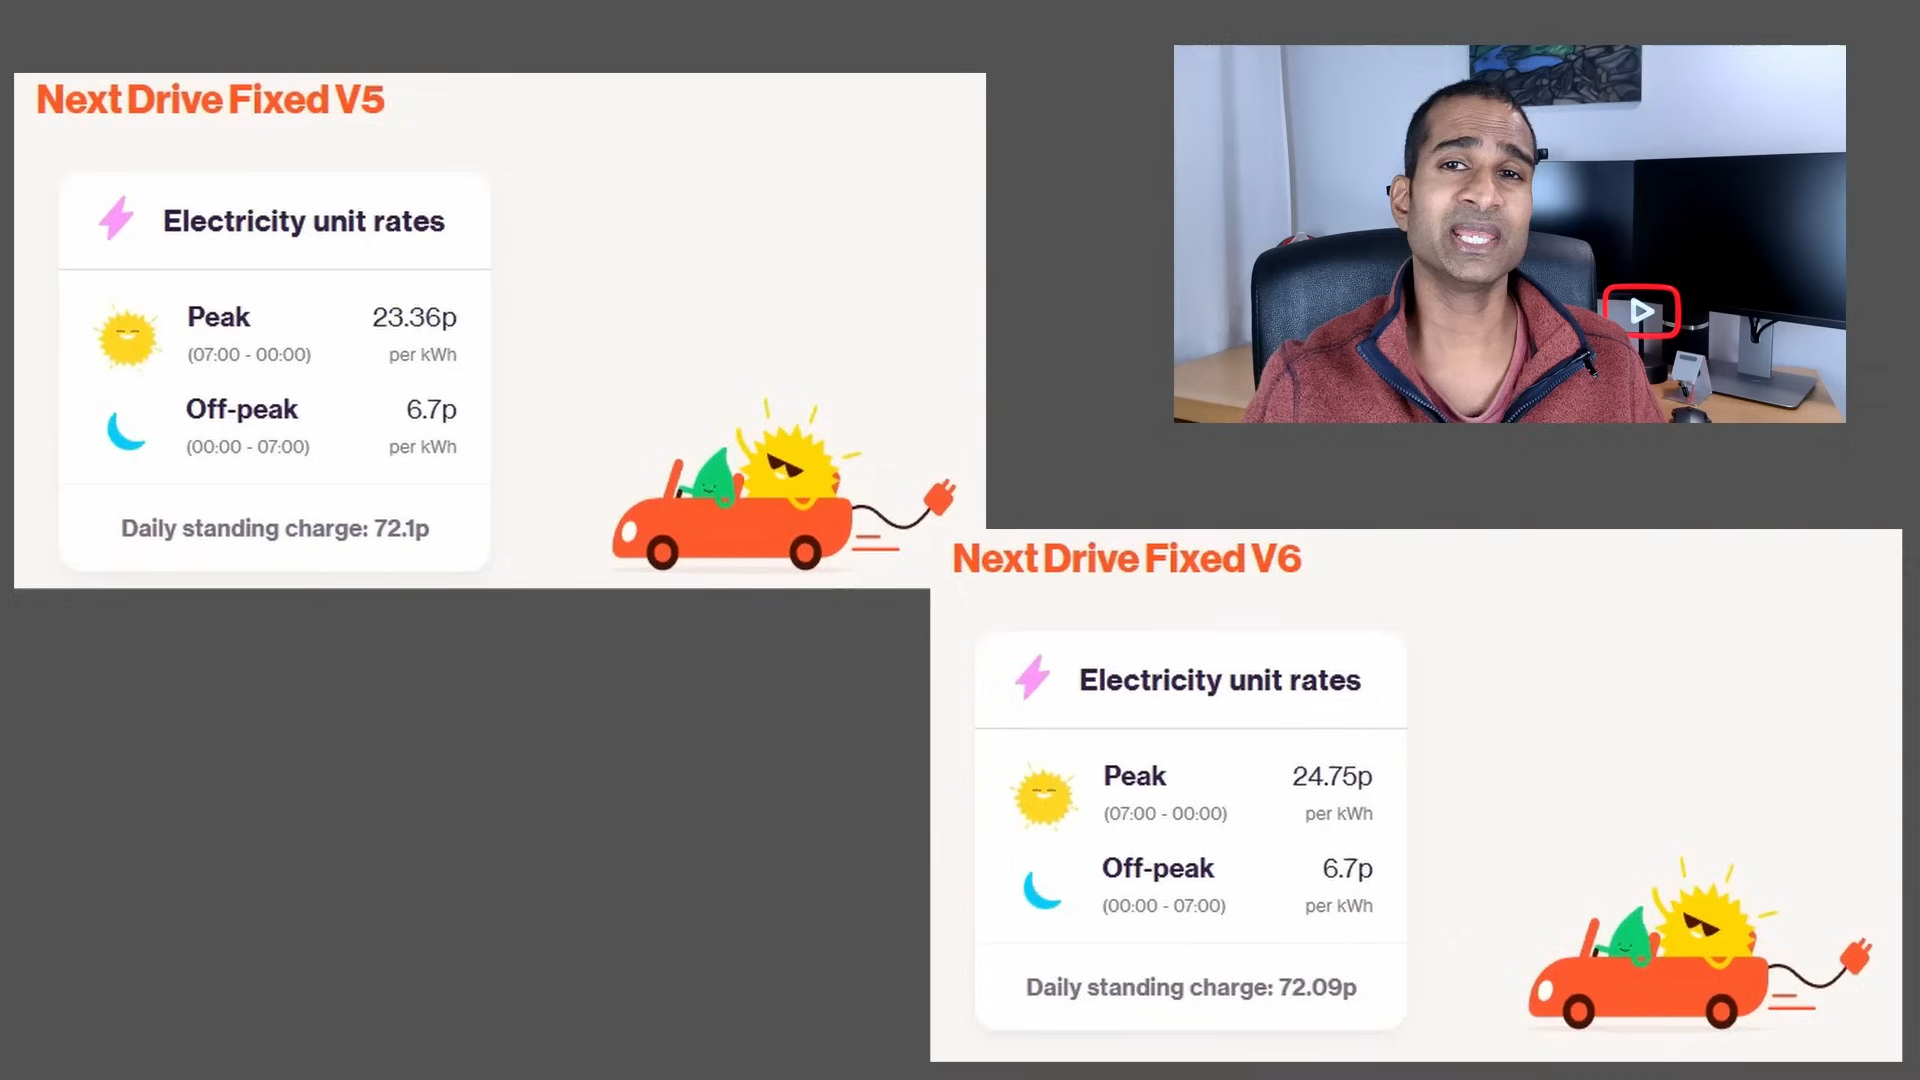 Next Drive Fixed V5
Electricity unit rates
Peak 23.36p
(07:00 - 00:00) per kWh
Off-peak 6.7p
(00:00 - 07:00) per kWh
Daily standing charge: 72.1p
Next Drive Fixed V6
Electricity unit rates
Peak 24.75p
(07:00 - 00:00) per kWh
Off-peak 6.7p
(00:00 - 07:00) per kWh
Daily standing charge: 72.09p